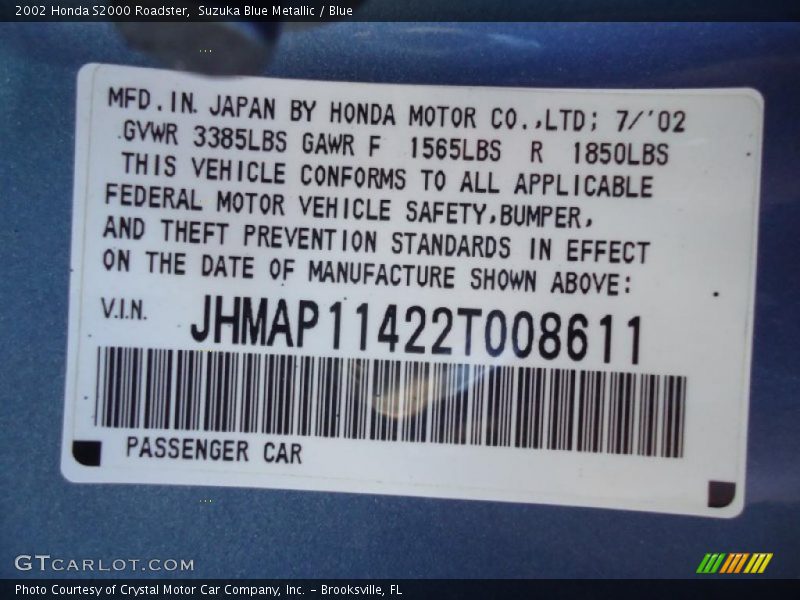 2002 Honda S2000 Roadster, Suzuka Blue Metallic / Blue
MFD. IN. JAPAN BY HONDA MOTOR CO.,LTD; 7/'02
GVWR 3385LBS GAWR F 1565LBS R 1850LBS
THIS VEHICLE CONFORMS TO ALL APPLICABLE
FEDERAL MOTOR VEHICLE SAFETY,BUMPER,
AND THEFT PREVENTION STANDARDS IN EFFECT
ON THE DATE OF MANUFACTURE SHOWN ABOVE:
V.I.N. JHMAP11422T008611
PASSENGER CAR
GTCARLOT.COM
Photo Courtesy of Crystal Motor Car Company, Inc. – Brooksville, FL